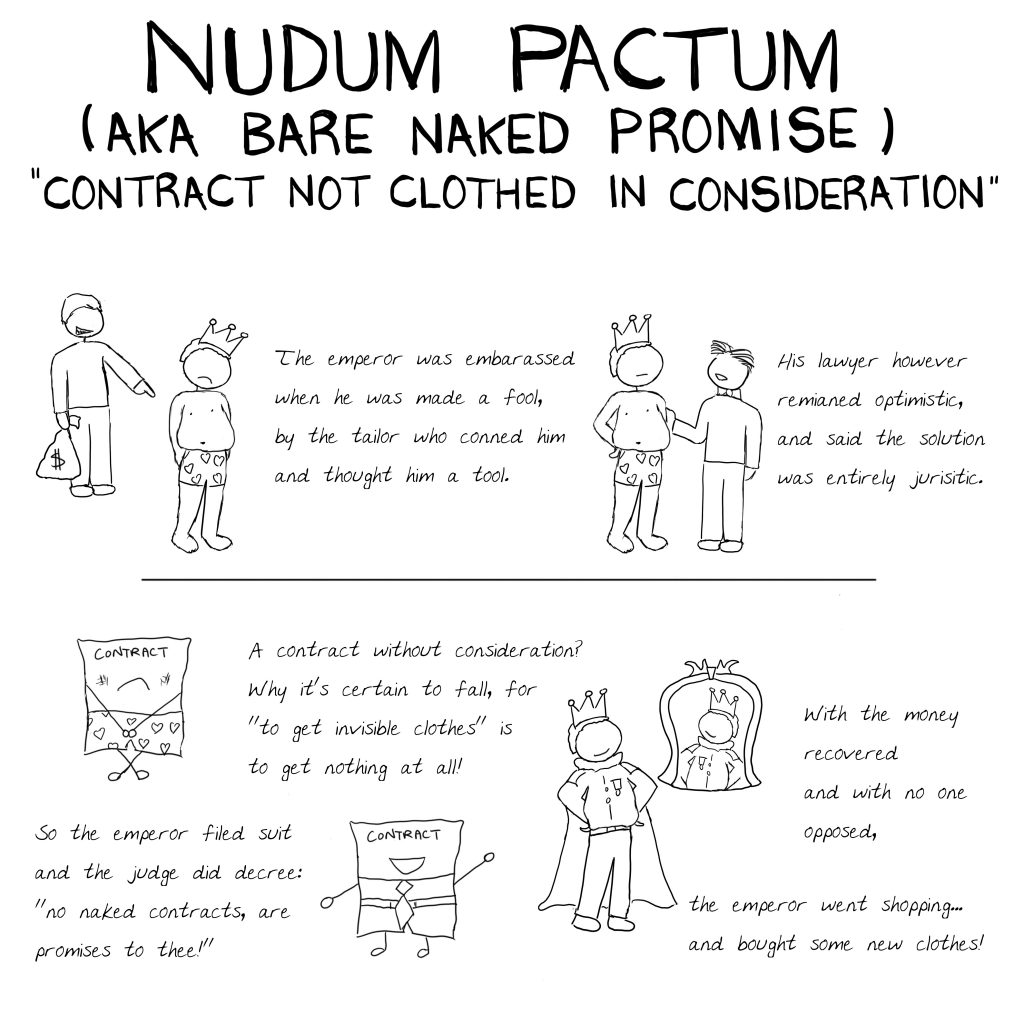 NUDUM PACTUM
(AKA BARE NAKED PROMISE)
"CONTRACT NOT CLOTHED IN CONSIDERATION"
The emperor was embarassed
when he was made a fool,
by the tailor who conned him
and thought him a tool.
$
His lawyer however
remianed optimistic,
and said the solution
was entirely jurisitic.
CONTRACT
A contract without consideration?
Why it's certain to fall, for
"to get invisible clothes" is
to get nothing at all!
So the emperor filed suit
and the judge did decree:
"no naked contracts, are
promises to thee!"
CONTRACT
With the money
recovered
and with no one
opposed,
the emperor went shopping...
and bought some new clothes!